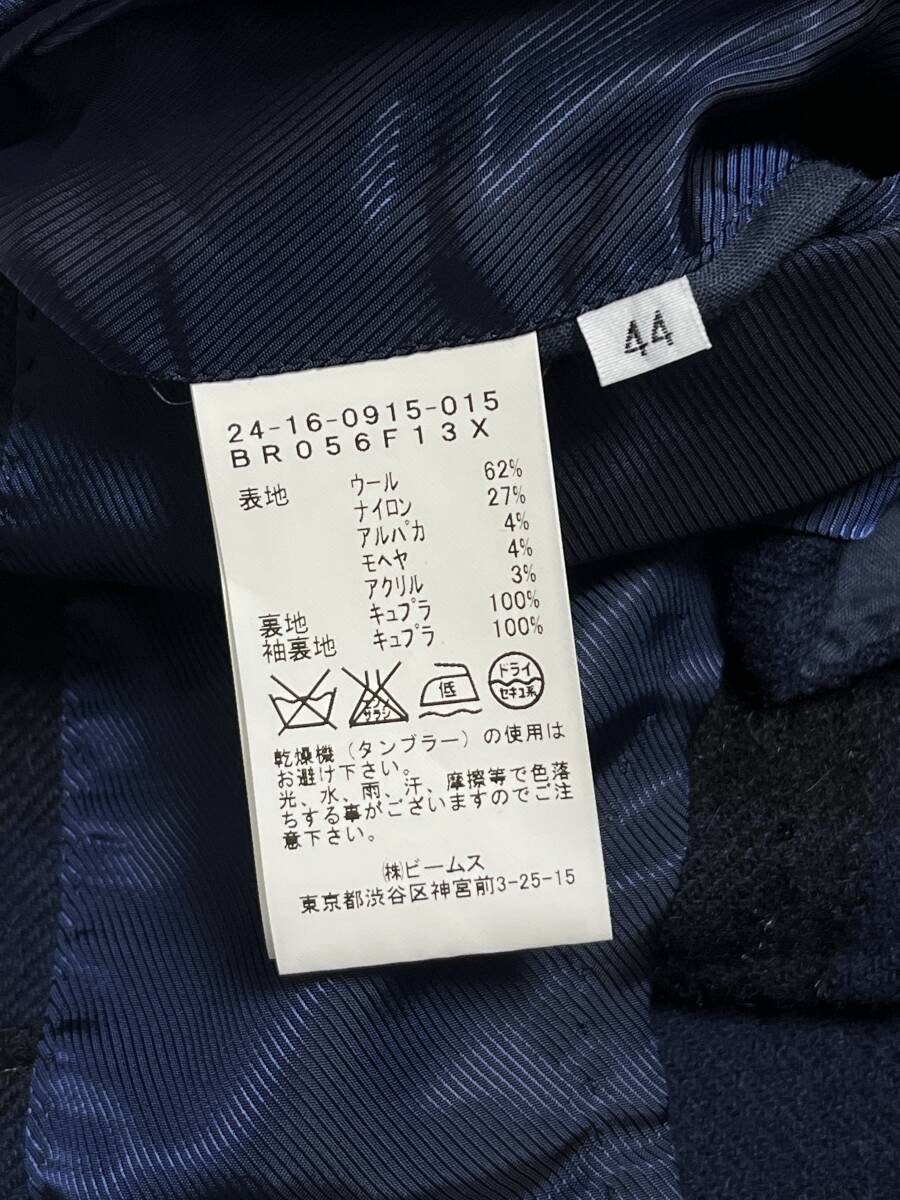 44
24-16-0915-015
BR056F13X
表地 ウール 62%
ナイロン 27%
アルパカ 4%
モヘヤ 4%
アクリル 3%
裏地 キュプラ 100%
袖裏地 キュプラ 100%
エンソ サラシ 低 ドライ セキユ系
乾燥機（タンブラー）の使用は
お避け下さい。
光、水、雨、汗、摩擦等で色落
ちする事がございますのでご注
意下さい。
㈱ビームス
東京都渋谷区神宮前3-25-15